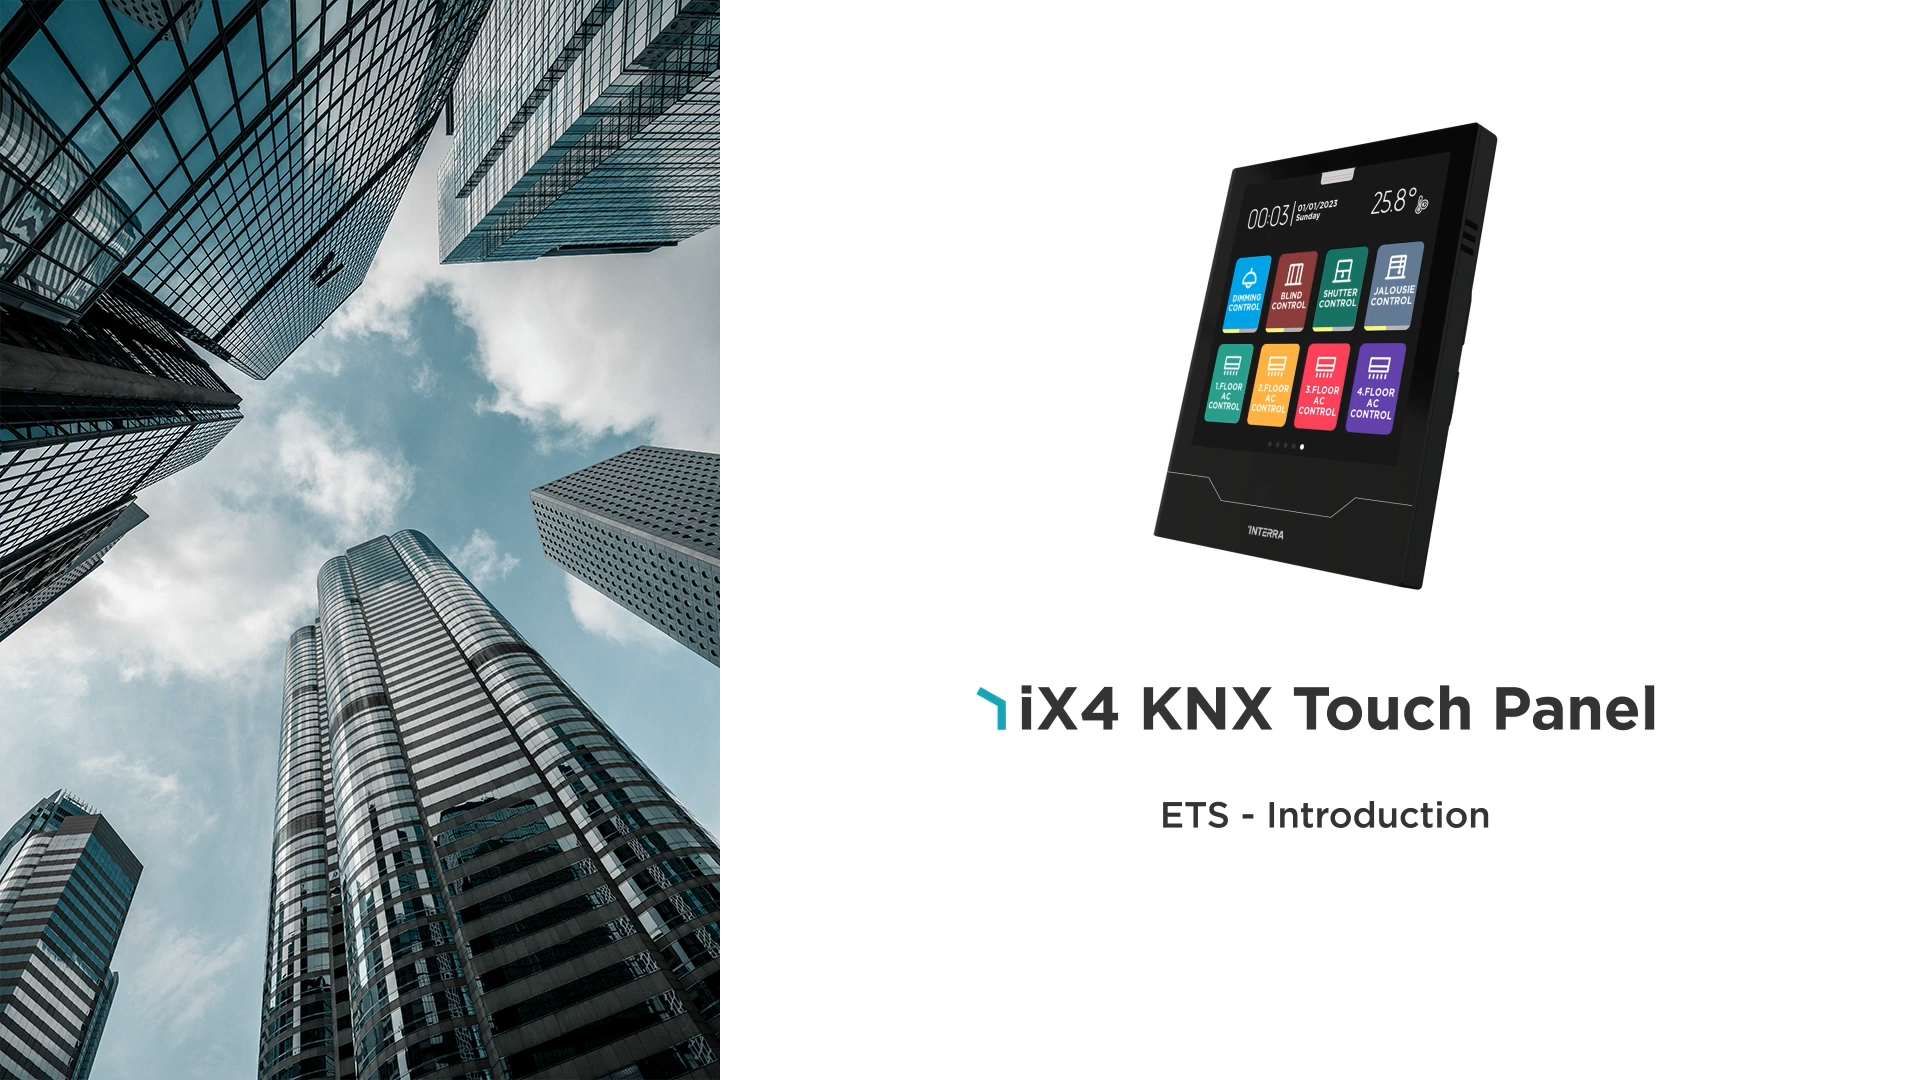 00:03
01/01/2023
Sunday
25.8°
DIMMING
CONTROL
BLIND
CONTROL
SHUTTER
CONTROL
JALOUSIE
CONTROL
1.FLOOR
AC
CONTROL
2.FLOOR
AC
CONTROL
3.FLOOR
AC
CONTROL
4.FLOOR
AC
CONTROL
INTERRA
iX4 KNX Touch Panel
ETS - Introduction